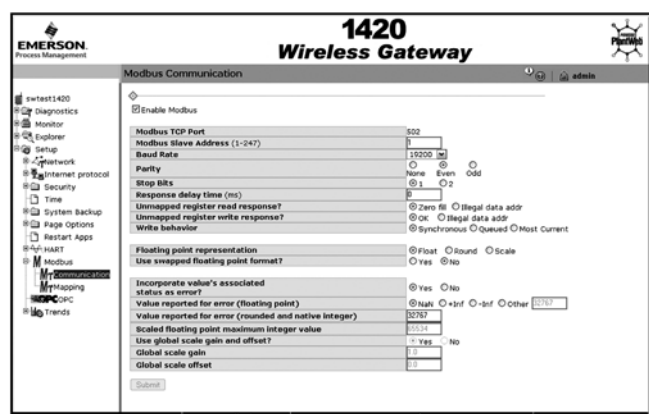 EMERSON.
Process Management
1420
Wireless Gateway
POWERED
PlantWeb
Modbus Communication
admin
swtest1420
Diagnostics
Monitor
Explorer
Setup
Network
Internet protocol
Security
Time
System Backup
Page Options
Restart Apps
HART
Modbus
Communication
Mapping
OPC
Trends
Enable Modbus
Modbus TCP Port 502
Modbus Slave Address (1-247) 1
Baud Rate 19200
Parity None Even Odd
Stop Bits 1 2
Response delay time (ms) 0
Unmapped register read response? Zero fill Illegal data addr
Unmapped register write response? OK Illegal data addr
Write behavior Synchronous Queued Most Current
Floating point representation Float Round Scale
Use swapped floating point format? Yes No
Incorporate value's associated
status as error? Yes No
Value reported for error (floating point) NaN +Inf -Inf Other 32767
Value reported for error (rounded and native integer) 32767
Scaled floating point maximum integer value 65534
Use global scale gain and offset? Yes No
Global scale gain 1.0
Global scale offset 0.0
Submit